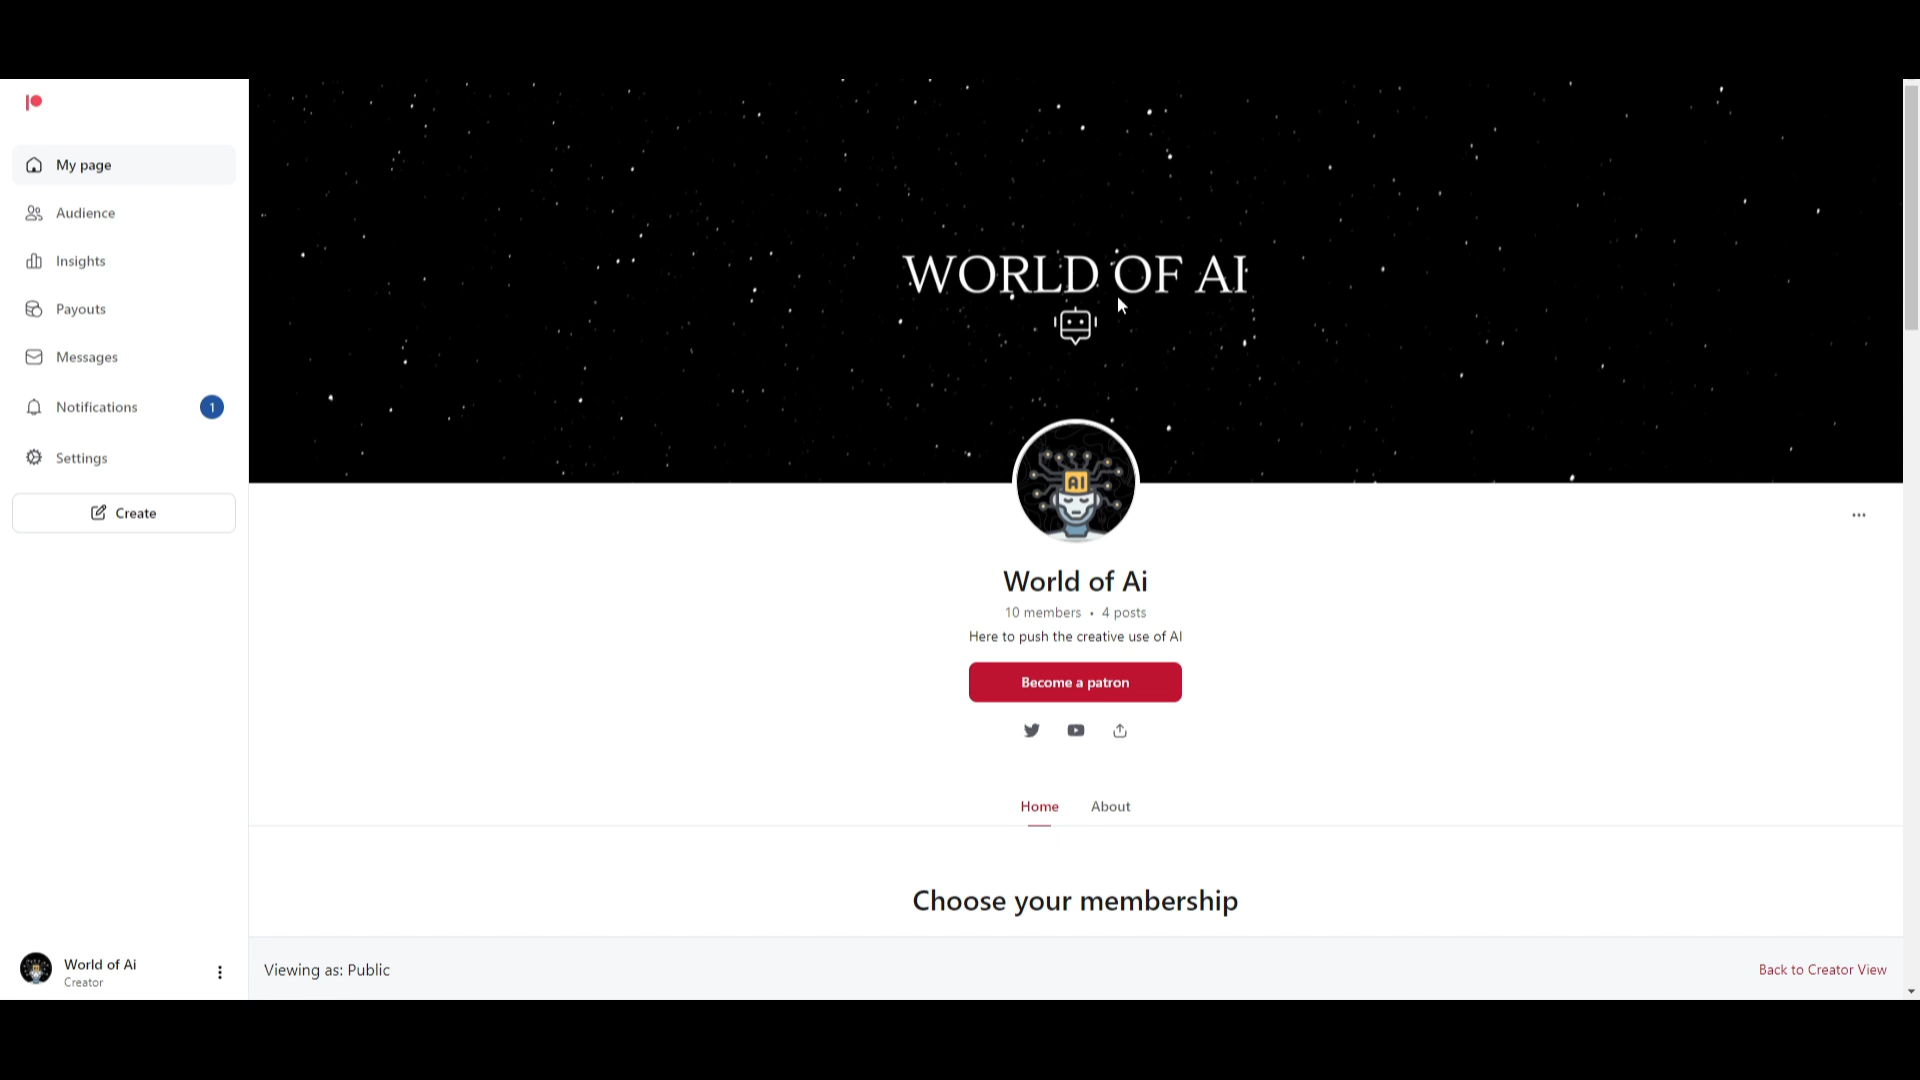 My page
Audience
Insights
Payouts
Messages
Notifications 1
Settings
Create
World of Ai
Creator
WORLD OF AI
AI
World of Ai
10 members • 4 posts
Here to push the creative use of AI
Become a patron
Home About
Choose your membership
Viewing as: Public
Back to Creator View